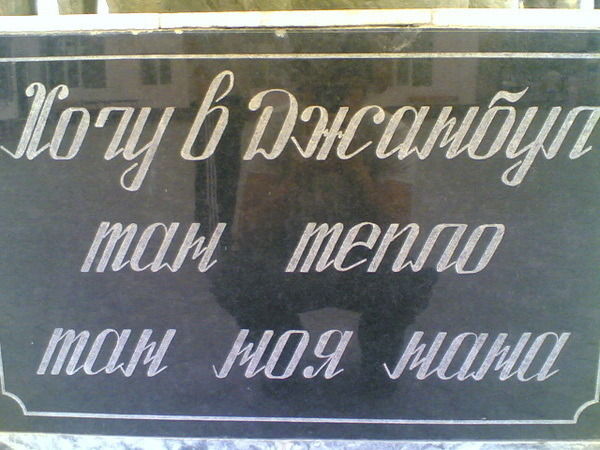 Хочу в Джамбул
там тепло
там моя мама